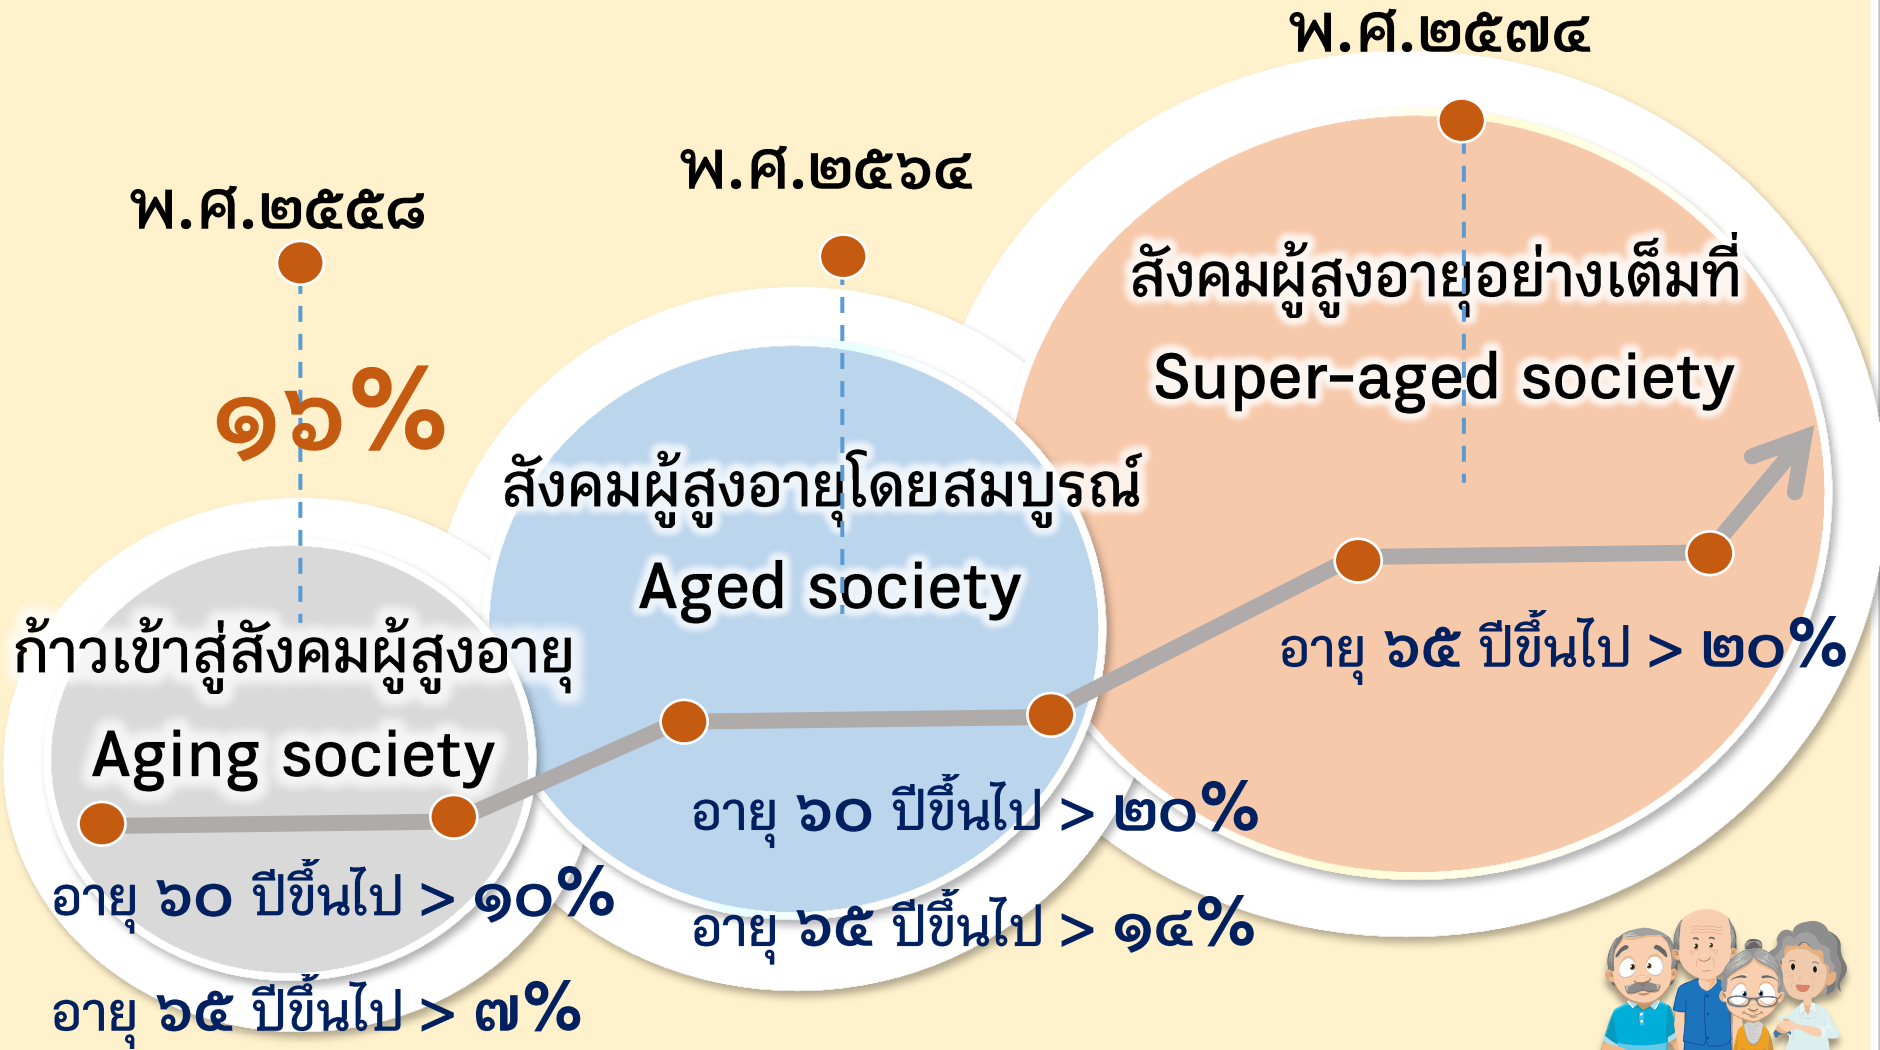 พ.ศ.๒๕๕๘
๑๖%
ก้าวเข้าสู่สังคมผู้สูงอายุ
Aging society
อายุ ๖๐ ปีขึ้นไป > ๑๐%
อายุ ๖๕ ปีขึ้นไป > ๗%
พ.ศ.๒๕๖๔
สังคมผู้สูงอายุโดยสมบูรณ์
Aged society
อายุ ๖๐ ปีขึ้นไป > ๒๐%
อายุ ๖๕ ปีขึ้นไป > ๑๔%
พ.ศ.๒๕๗๔
สังคมผู้สูงอายุอย่างเต็มที่
Super-aged society
อายุ ๖๕ ปีขึ้นไป > ๒๐%